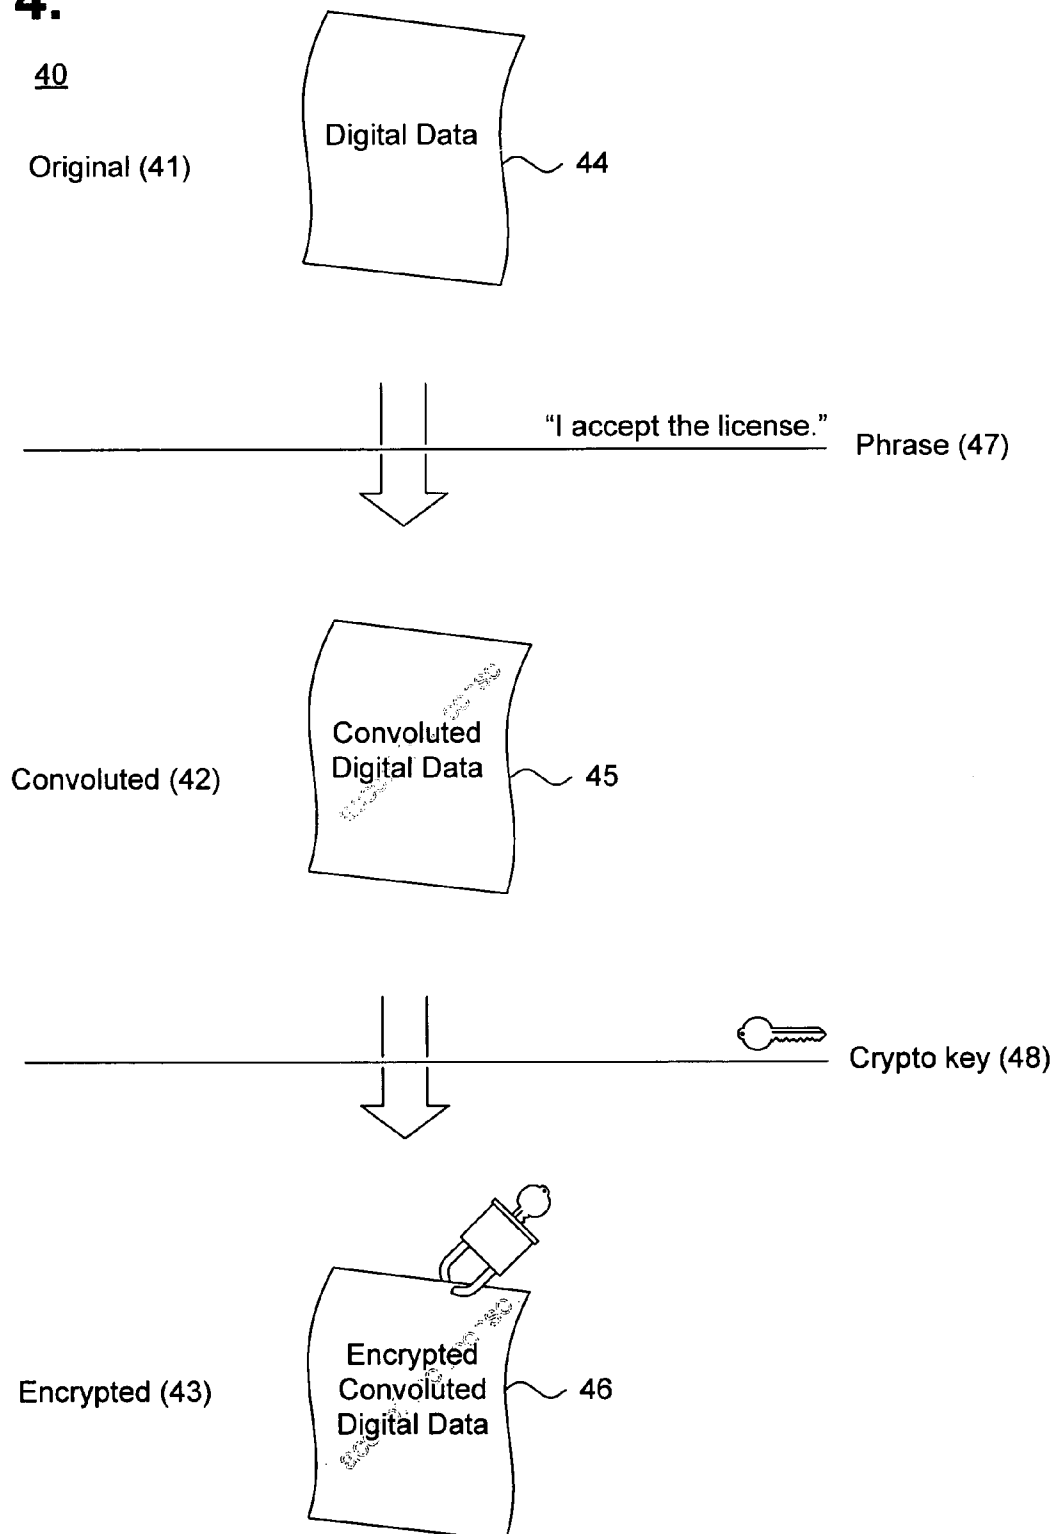 4.
40
Digital Data
Original (41)
44
“I accept the license.”
Phrase (47)
Convoluted
Digital Data
Convoluted (42)
45
Crypto key (48)
Encrypted
Convoluted
Digital Data
Encrypted (43)
46